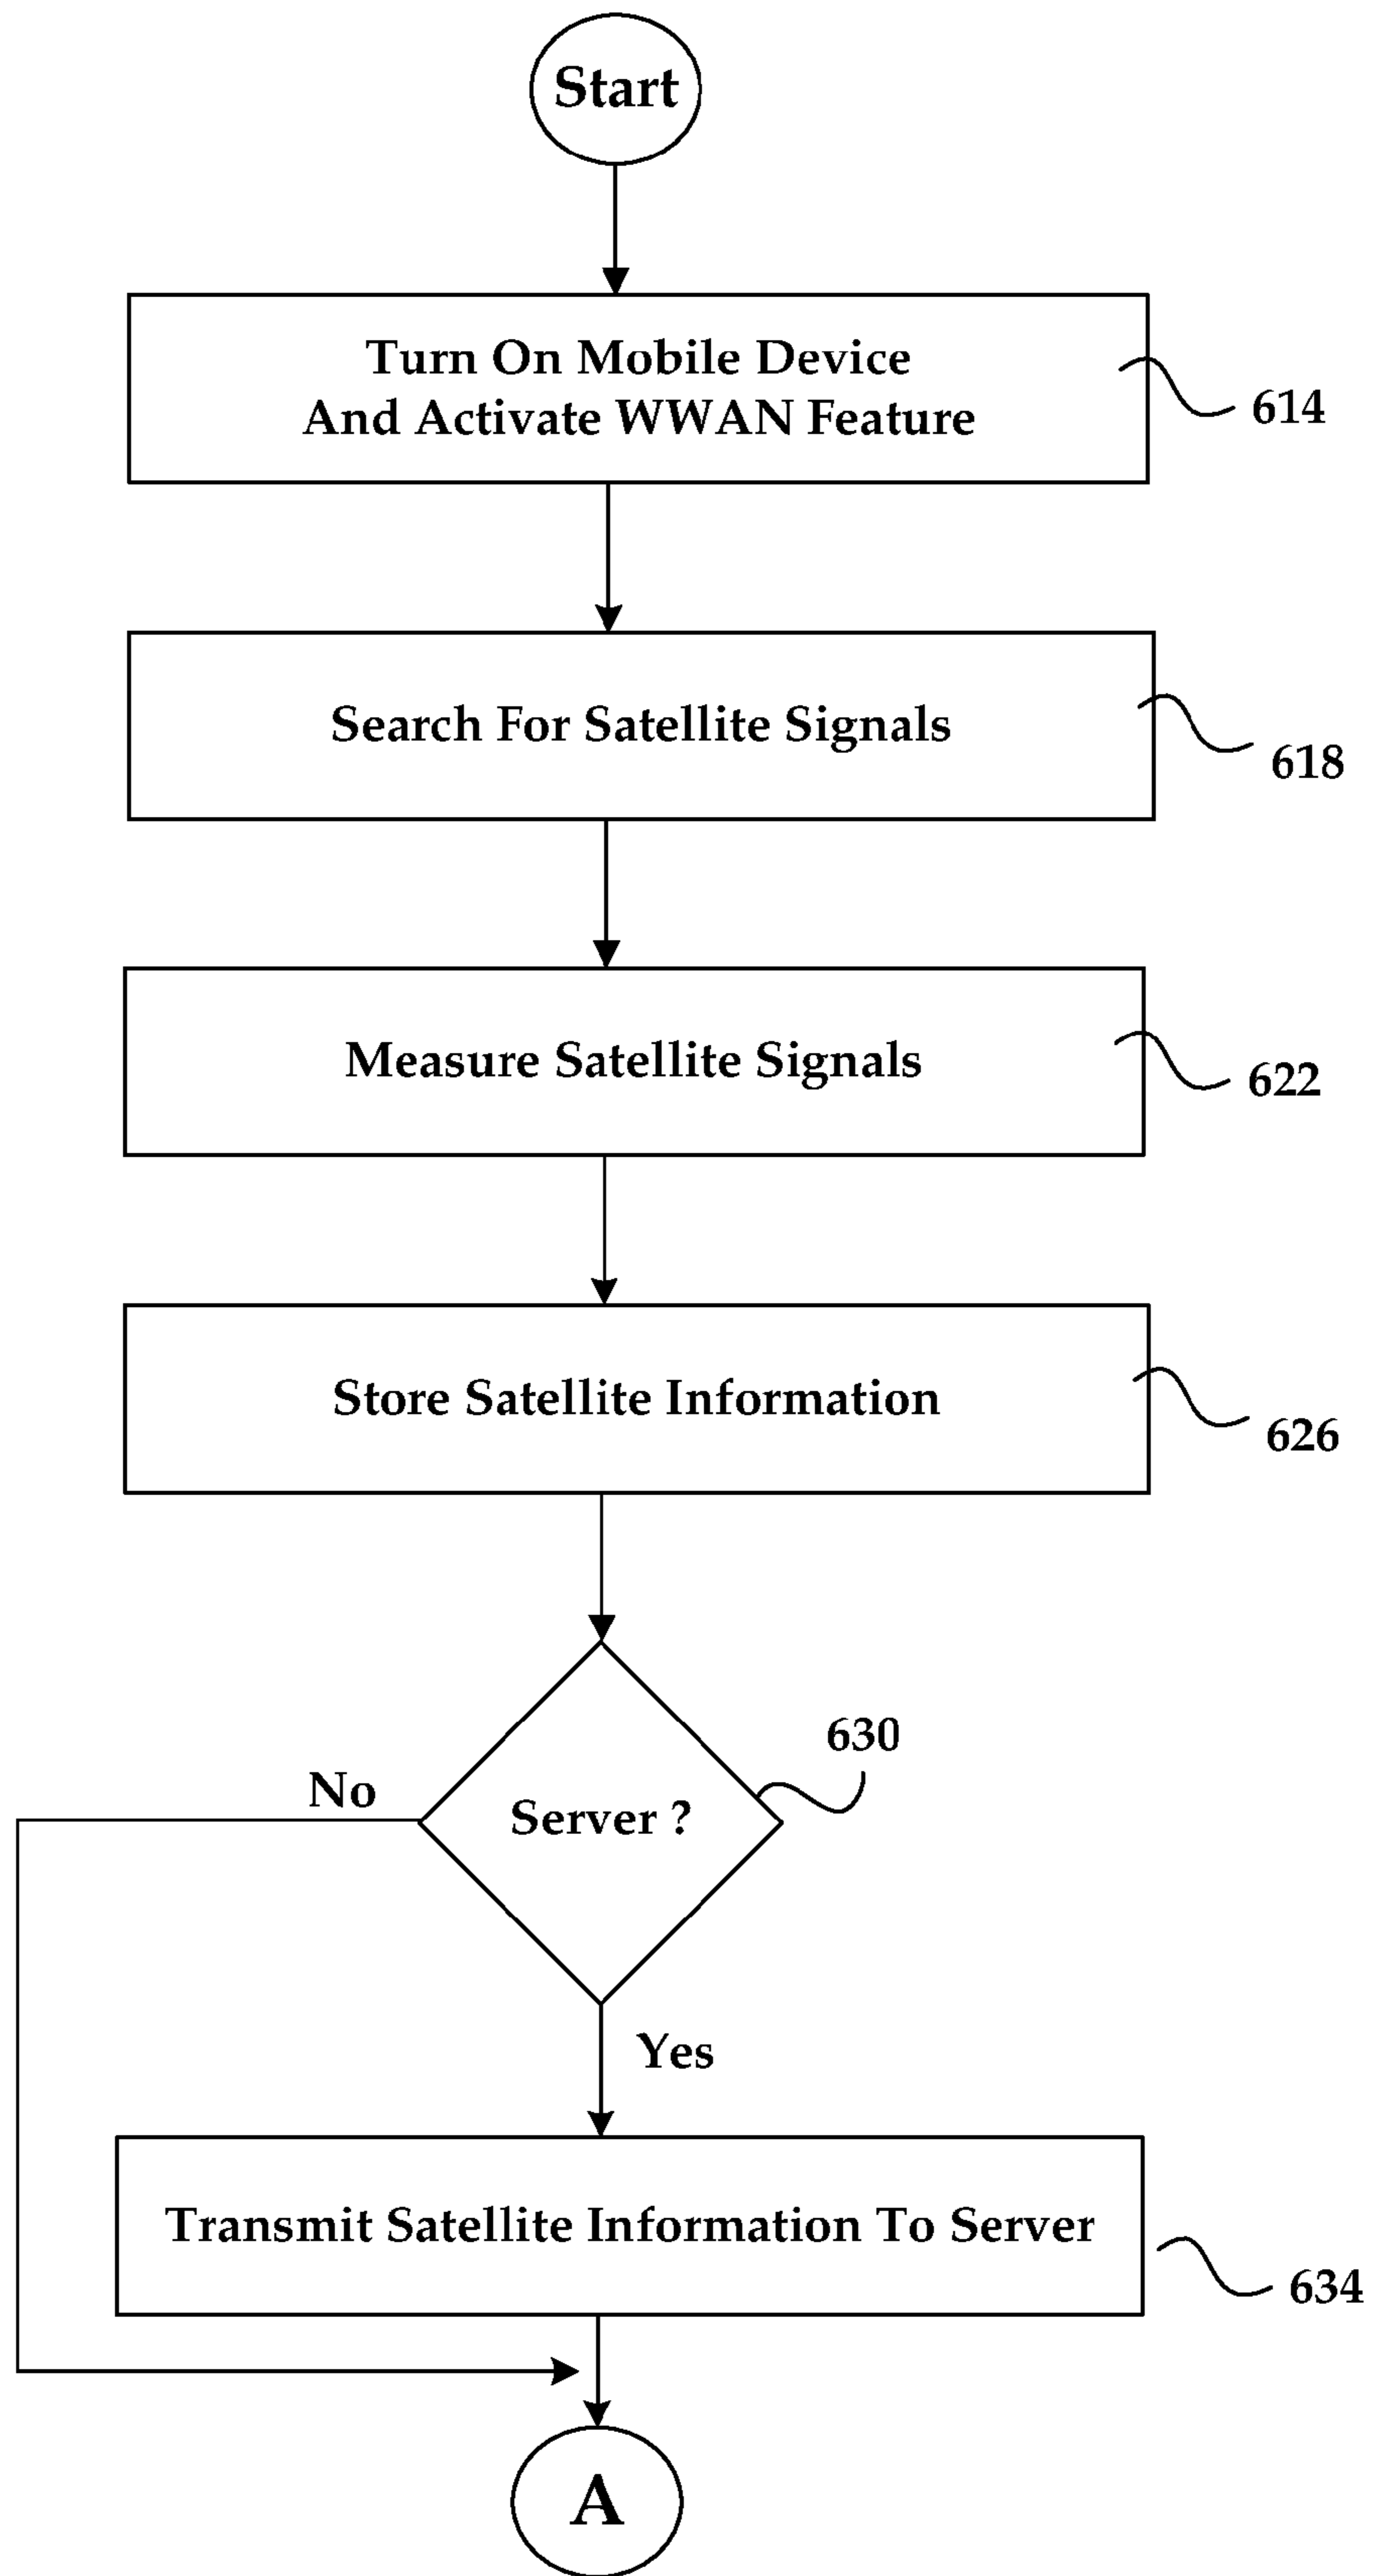 Start
Turn On Mobile Device
And Activate WWAN Feature
614
Search For Satellite Signals
618
Measure Satellite Signals
622
Store Satellite Information
626
630
No
Server ?
Yes
Transmit Satellite Information To Server
634
A